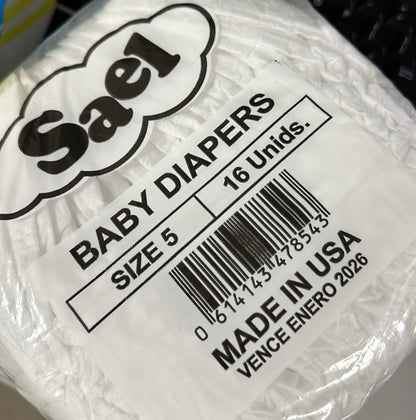 Sael
BABY DIAPERS
SIZE 5 16 Unids.
0 614143 478543
MADE IN USA
VENCE ENERO 2026